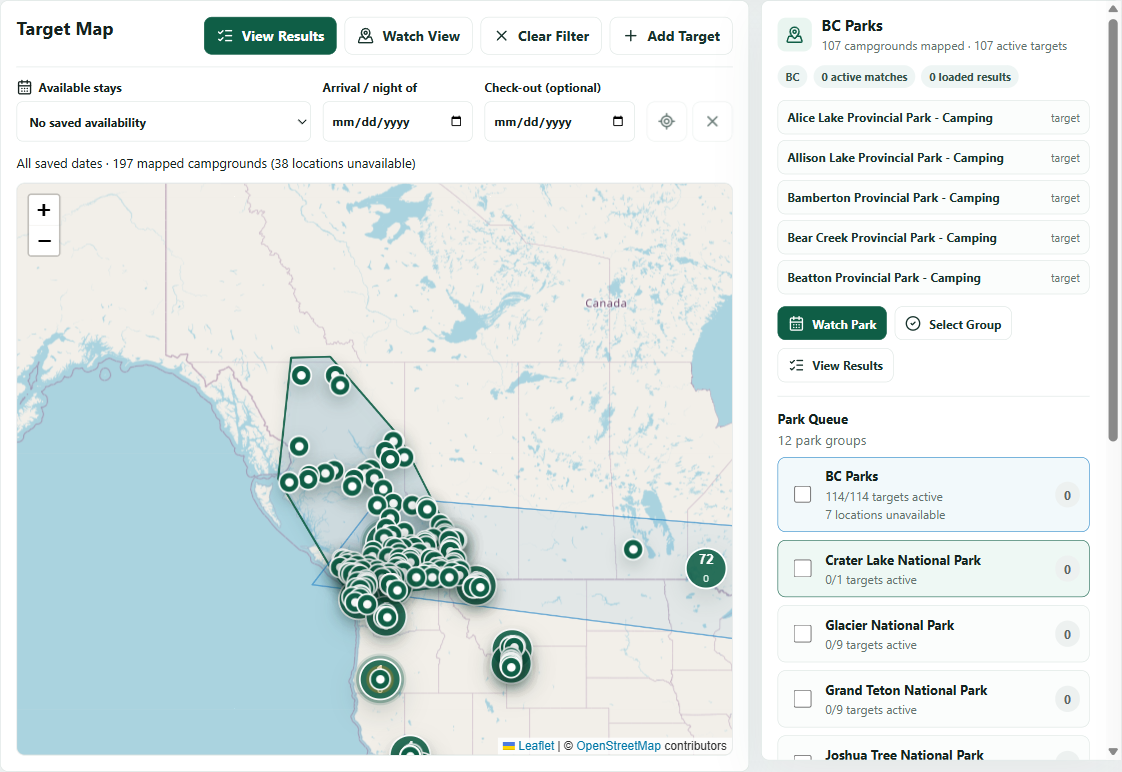 Target Map
View Results
Watch View
Clear Filter
Add Target
Available stays
Arrival / night of
Check-out (optional)
No saved availability
mm/dd/yyyy
mm/dd/yyyy
All saved dates · 197 mapped campgrounds (38 locations unavailable)
+
−
Canada
72
0
Leaflet | © OpenStreetMap contributors
BC Parks
107 campgrounds mapped · 107 active targets
BC
0 active matches
0 loaded results
Alice Lake Provincial Park - Camping target
Allison Lake Provincial Park - Camping target
Bamberton Provincial Park - Camping target
Bear Creek Provincial Park - Camping target
Beatton Provincial Park - Camping target
Watch Park
Select Group
View Results
Park Queue
12 park groups
BC Parks
114/114 targets active
7 locations unavailable
0
Crater Lake National Park
0/1 targets active
0
Glacier National Park
0/9 targets active
0
Grand Teton National Park
0/9 targets active
0
Joshua Tree National Park